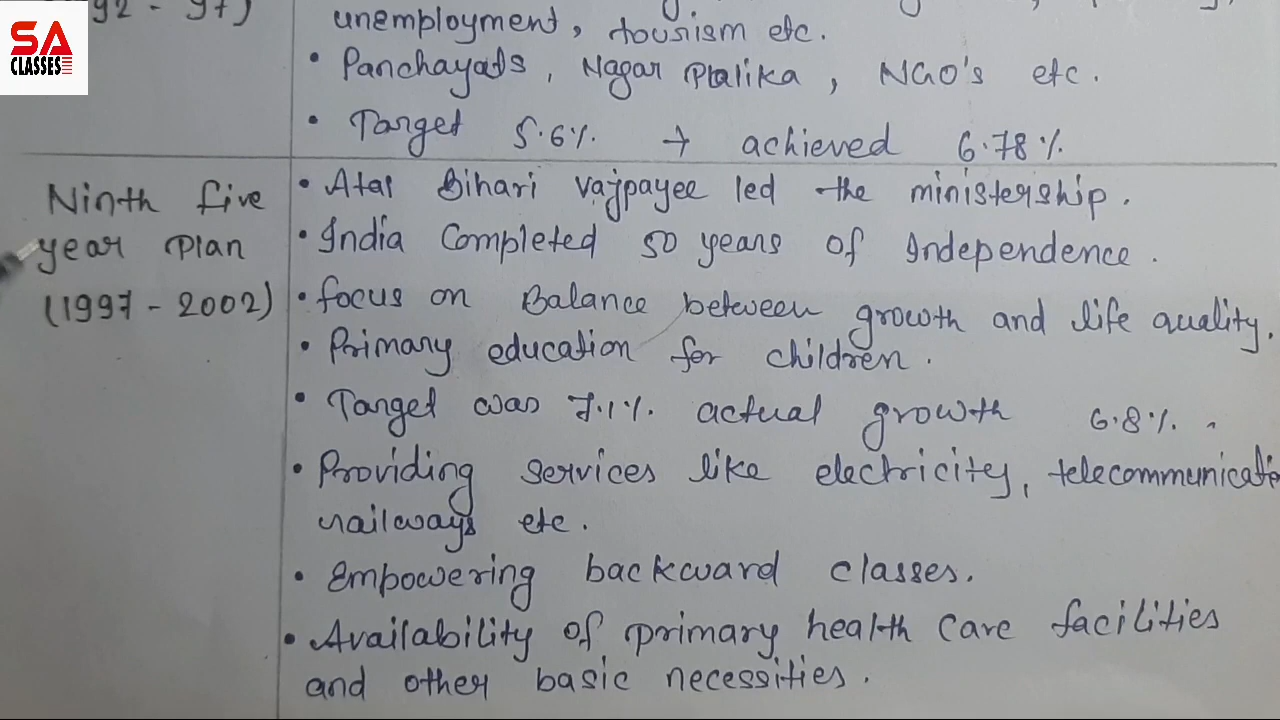 SA
CLASSES
92 - 97)
unemployment, tourism etc.
• Panchayats, Nagar Palika, NGO's etc.
• Target 5.6% → achieved 6.78%
Ninth five
year Plan
(1997 - 2002)
• Atal Bihari Vajpayee led the ministership.
• India Completed 50 years of Independence.
• focus on Balance between growth and life quality.
• Primary education for children.
• Target was 7.1% actual growth 6.8%.
• Providing services like electricity, telecommunicatio
railways etc.
• Empowering backward classes.
• Availability of primary health care facilities
and other basic necessities.